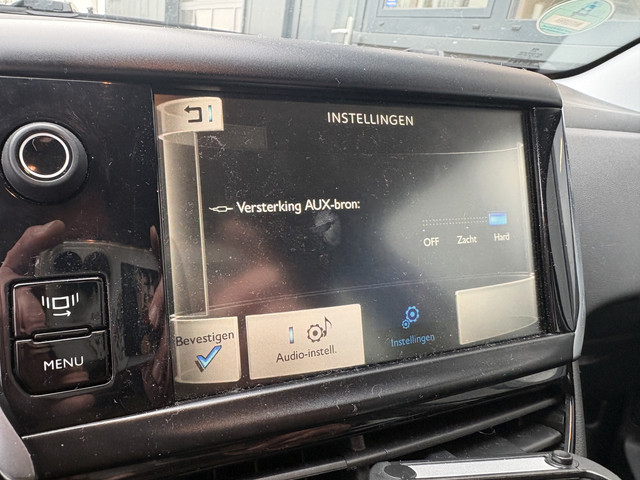 INSTELLINGEN
Versterking AUX-bron:
OFF Zacht Hard
Bevestigen
Audio-instell.
Instellingen
MENU